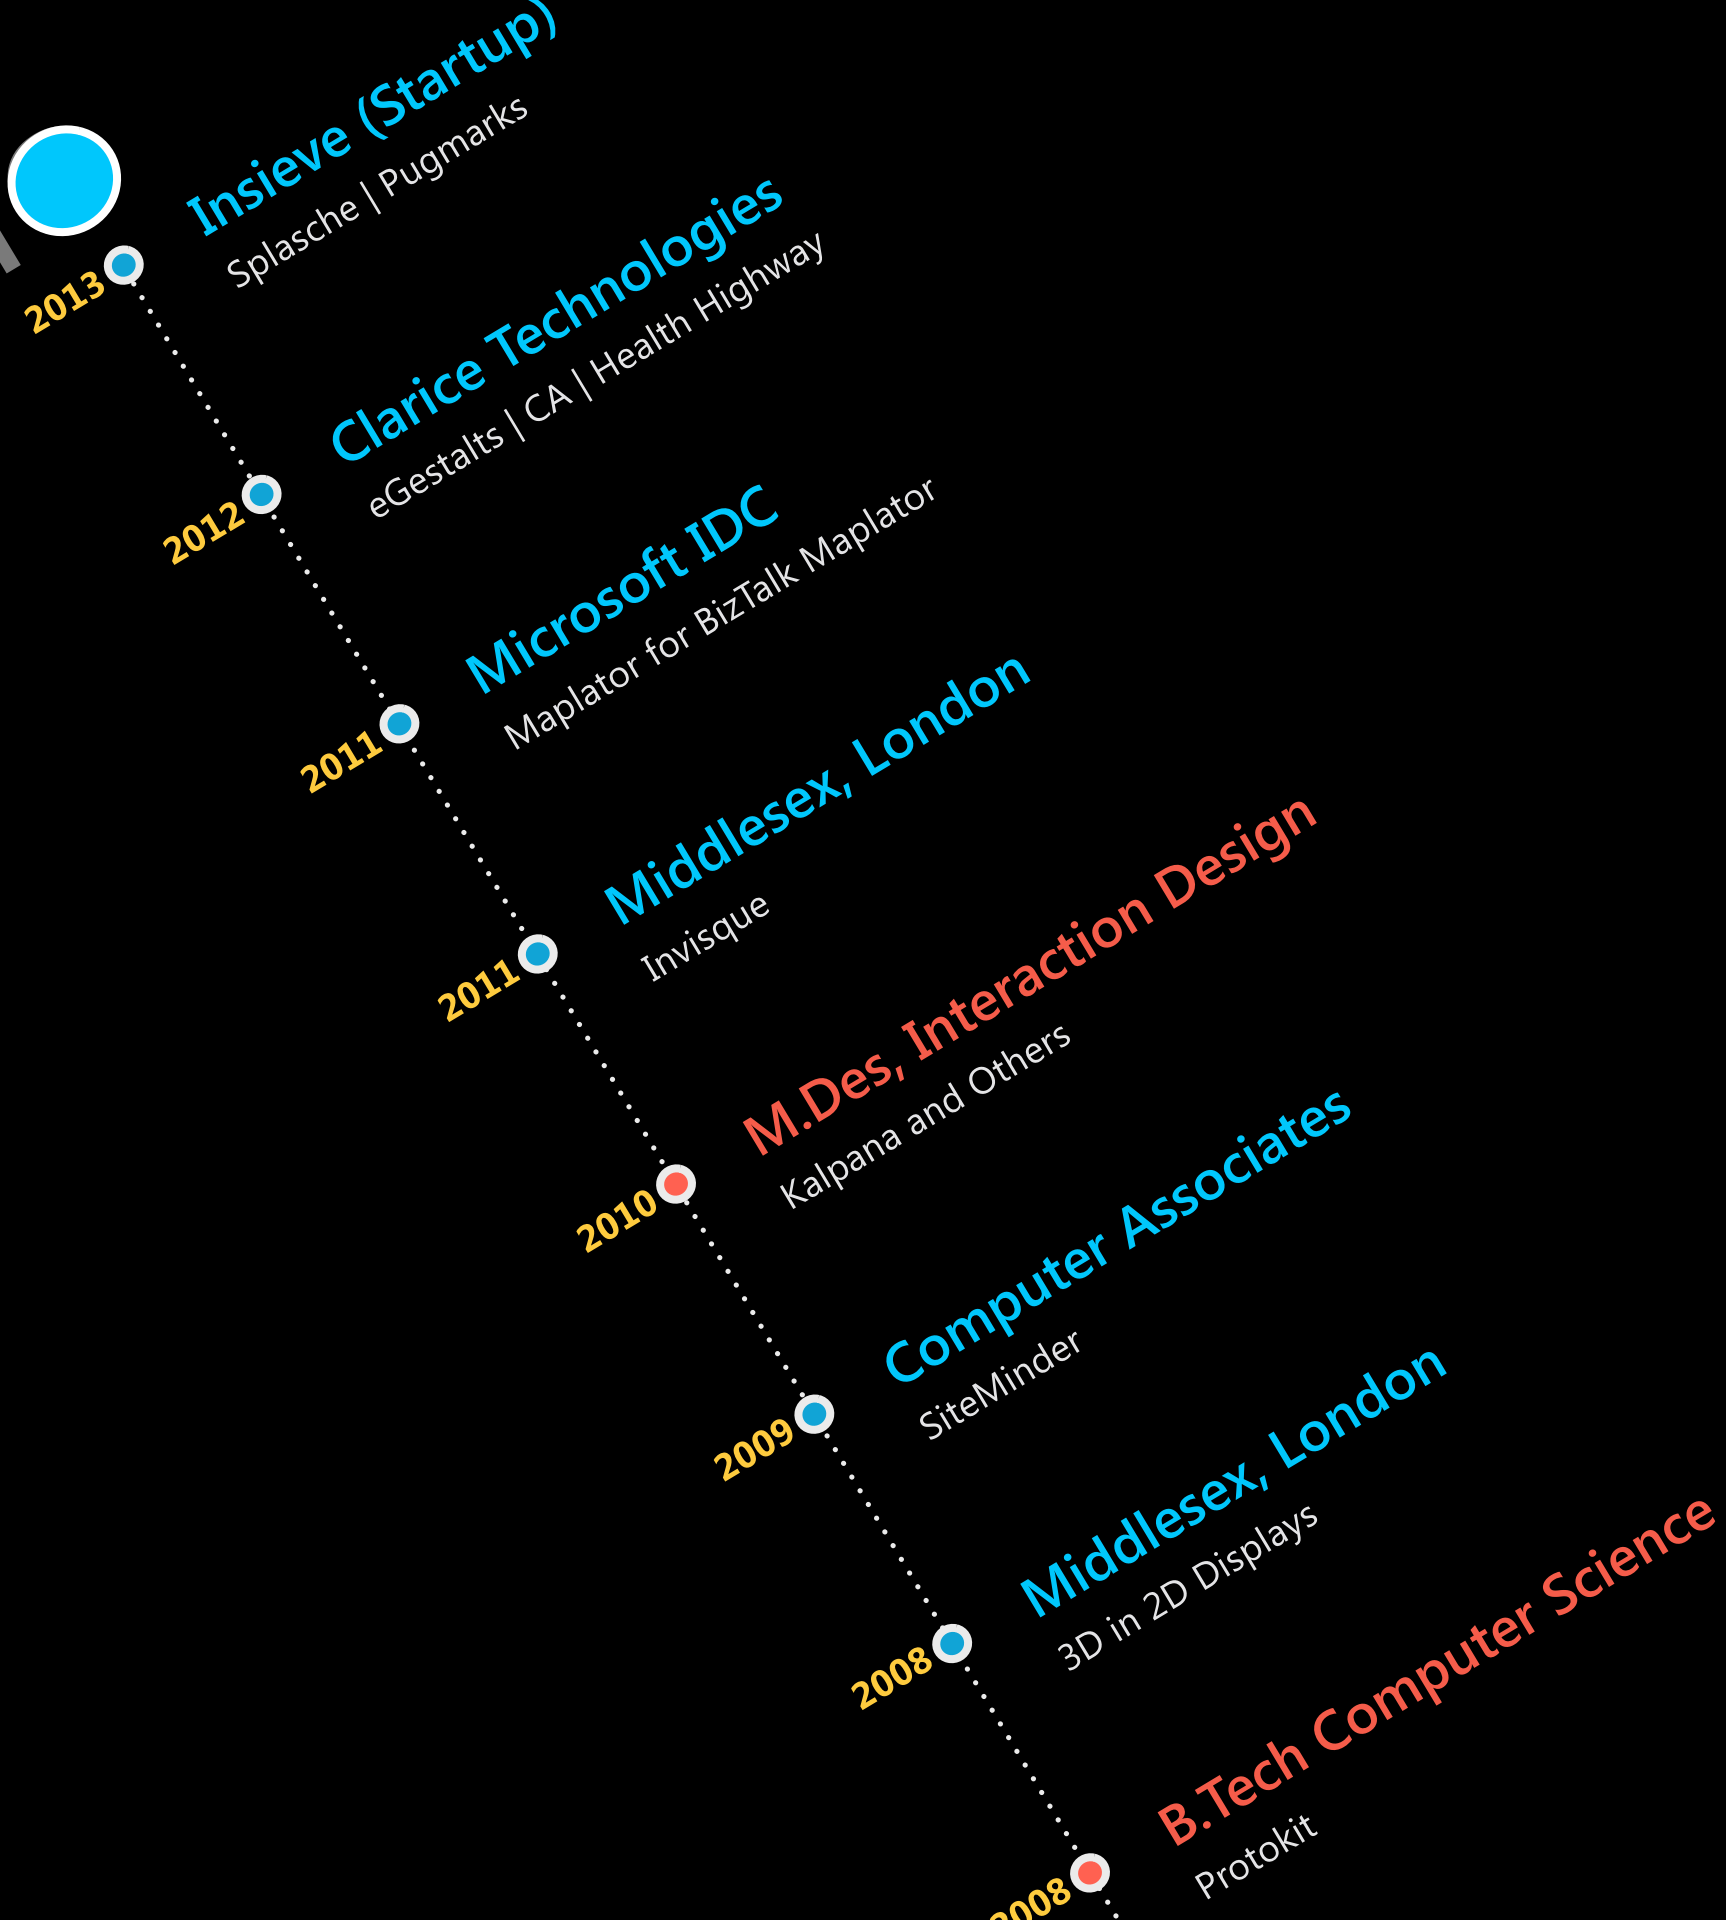 Insieve (Startup)
Splasche | Pugmarks
2013
Clarice Technologies
eGestalts | CA | Health Highway
2012
Microsoft IDC
Maplator for BizTalk Maplator
2011
Middlesex, London
Invisque
2011
M.Des, Interaction Design
Kalpana and Others
2010
Computer Associates
SiteMinder
2009
Middlesex, London
3D in 2D Displays
2008
B.Tech Computer Science
Protokit
2008